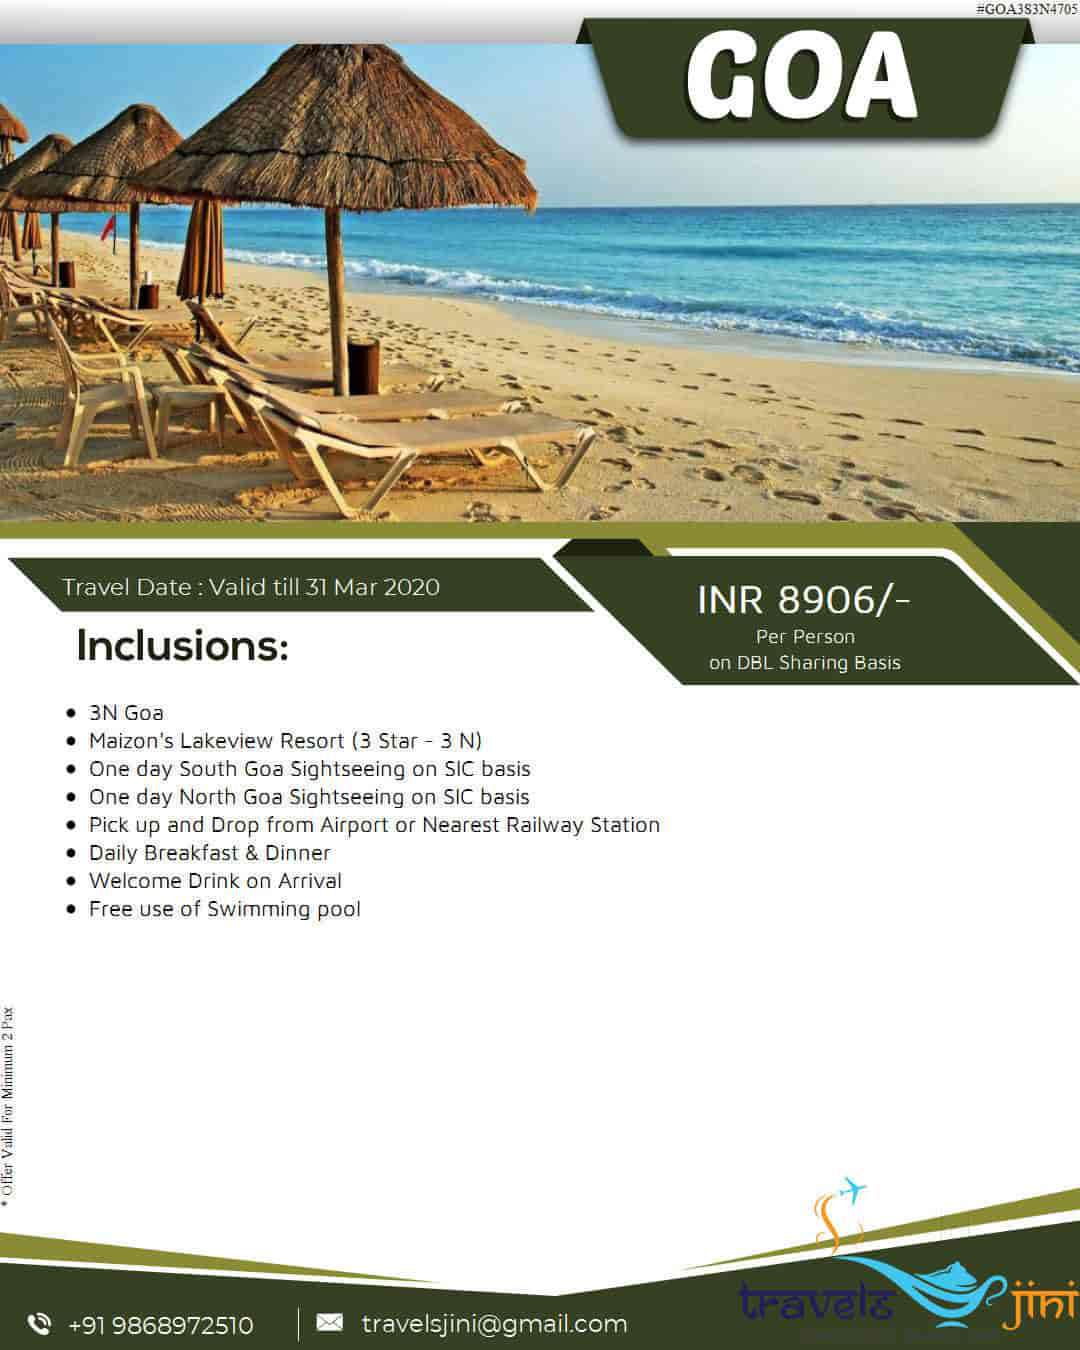 #GOA3S3N4705
GOA
Travel Date : Valid till 31 Mar 2020
INR 8906/-
Per Person
on DBL Sharing Basis
Inclusions:
• 3N Goa
• Maizon's Lakeview Resort (3 Star - 3 N)
• One day South Goa Sightseeing on SIC basis
• One day North Goa Sightseeing on SIC basis
• Pick up and Drop from Airport or Nearest Railway Station
• Daily Breakfast & Dinner
• Welcome Drink on Arrival
• Free use of Swimming pool
* Offer Valid For Minimum 2 Pax
travels jini
+91 9868972510
travelsjini@gmail.com